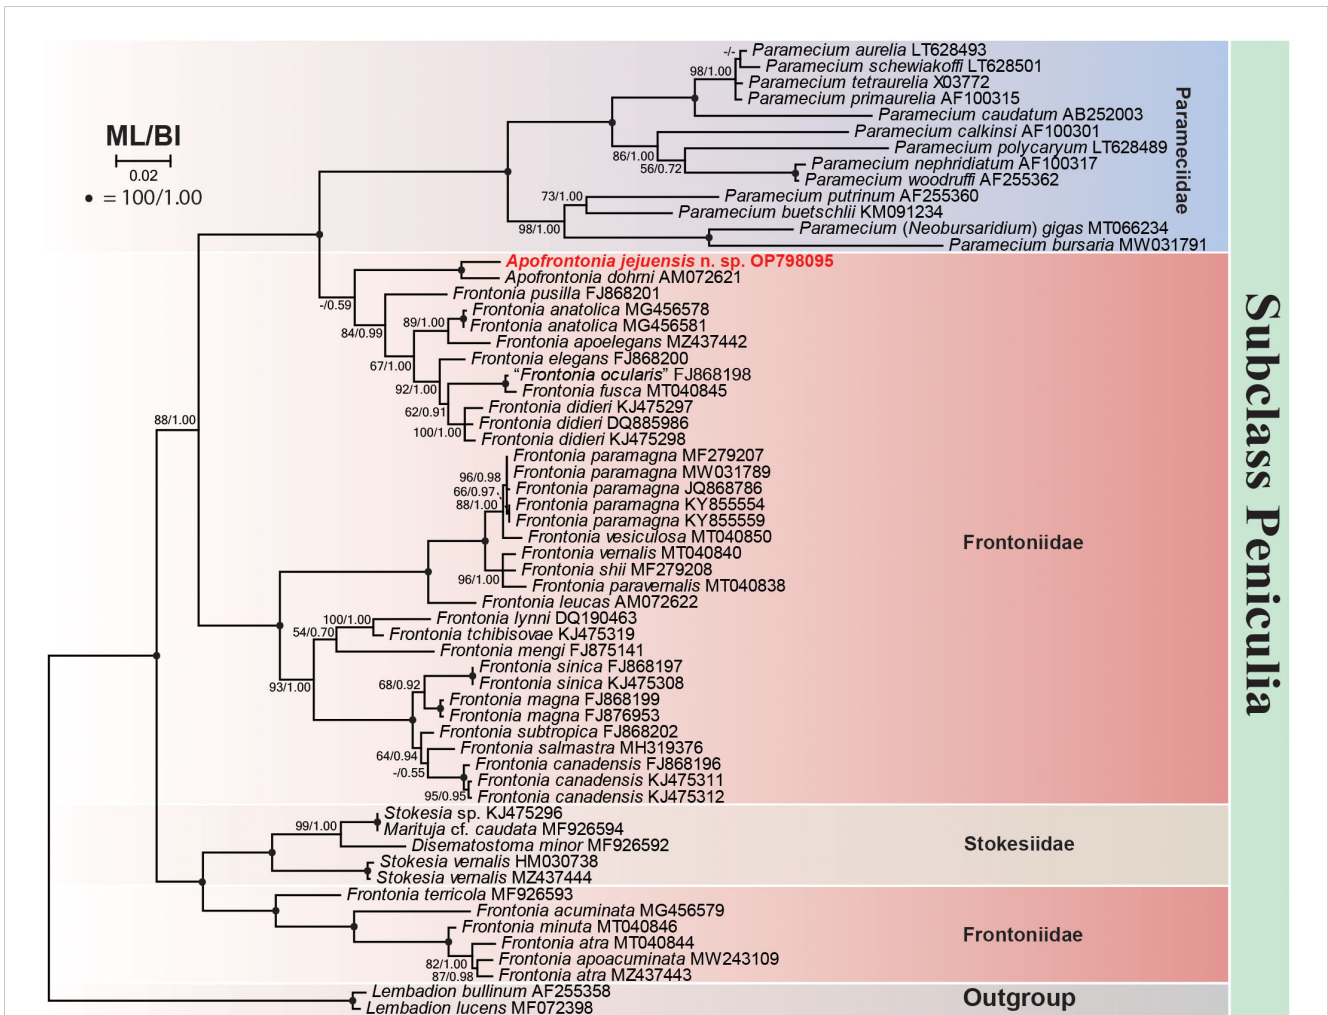 ML/BI
0.02
● = 100/1.00
-/-
Paramecium aurelia LT628493
Paramecium schewiakoffi LT628501
98/1.00
Paramecium tetraurelia X03772
Paramecium primaurelia AF100315
Paramecium caudatum AB252003
Paramecium calkinsi AF100301
86/1.00
Paramecium polycaryum LT628489
56/0.72
Paramecium nephridiatum AF100317
Paramecium woodruffi AF255362
73/1.00
Paramecium putrinum AF255360
Paramecium buetschlii KM091234
98/1.00
Paramecium (Neobursaridium) gigas MT066234
Paramecium bursaria MW031791
Parameciidae
Apofrontonia jejuensis n. sp. OP798095
Apofrontonia dohrni AM072621
-/0.59
Frontonia pusilla FJ868201
84/0.99
Frontonia anatolica MG456578
89/1.00
Frontonia anatolica MG456581
Frontonia apoelegans MZ437442
67/1.00
Frontonia elegans FJ868200
92/1.00
“Frontonia ocularis” FJ868198
Frontonia fusca MT040845
62/0.91
Frontonia didieri KJ475297
Frontonia didieri DQ885986
100/1.00
Frontonia didieri KJ475298
88/1.00
Frontonia paramagna MF279207
96/0.98
Frontonia paramagna MW031789
66/0.97
Frontonia paramagna JQ868786
88/1.00
Frontonia paramagna KY855554
Frontonia paramagna KY855559
Frontonia vesiculosa MT040850
Frontonia vernalis MT040840
Frontonia shii MF279208
96/1.00
Frontonia paravernalis MT040838
Frontonia leucas AM072622
Frontoniidae
100/1.00
Frontonia lynni DQ190463
54/0.70
Frontonia tchibisovae KJ475319
Frontonia mengi FJ875141
93/1.00
Frontonia sinica FJ868197
68/0.92
Frontonia sinica KJ475308
Frontonia magna FJ868199
Frontonia magna FJ876953
Frontonia subtropica FJ868202
64/0.94
Frontonia salmastra MH319376
-/0.55
Frontonia canadensis FJ868196
Frontonia canadensis KJ475311
95/0.95
Frontonia canadensis KJ475312
Stokesia sp. KJ475296
99/1.00
Marituja cf. caudata MF926594
Disematostoma minor MF926592
Stokesia vernalis HM030738
Stokesia vernalis MZ437444
Stokesiidae
Frontonia terricola MF926593
Frontonia acuminata MG456579
Frontonia minuta MT040846
Frontonia atra MT040844
82/1.00
Frontonia apoacuminata MW243109
87/0.98
Frontonia atra MZ437443
Frontoniidae
Lembadion bullinum AF255358
Lembadion lucens MF072398
Outgroup
Subclass Peniculia